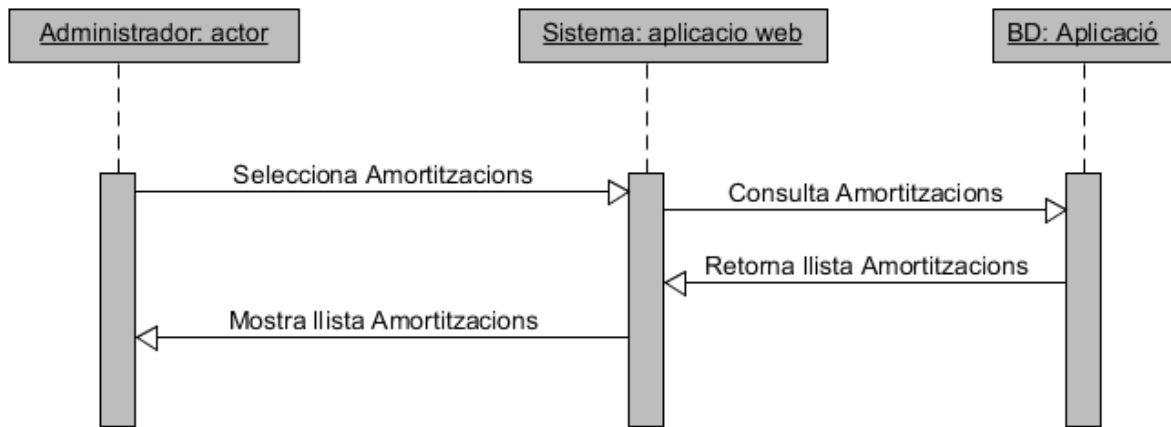 Administrador: actor
Sistema: aplicacio web
BD: Aplicació
Selecciona Amortitzacions
Consulta Amortitzacions
Retorna llista Amortitzacions
Mostra llista Amortitzacions